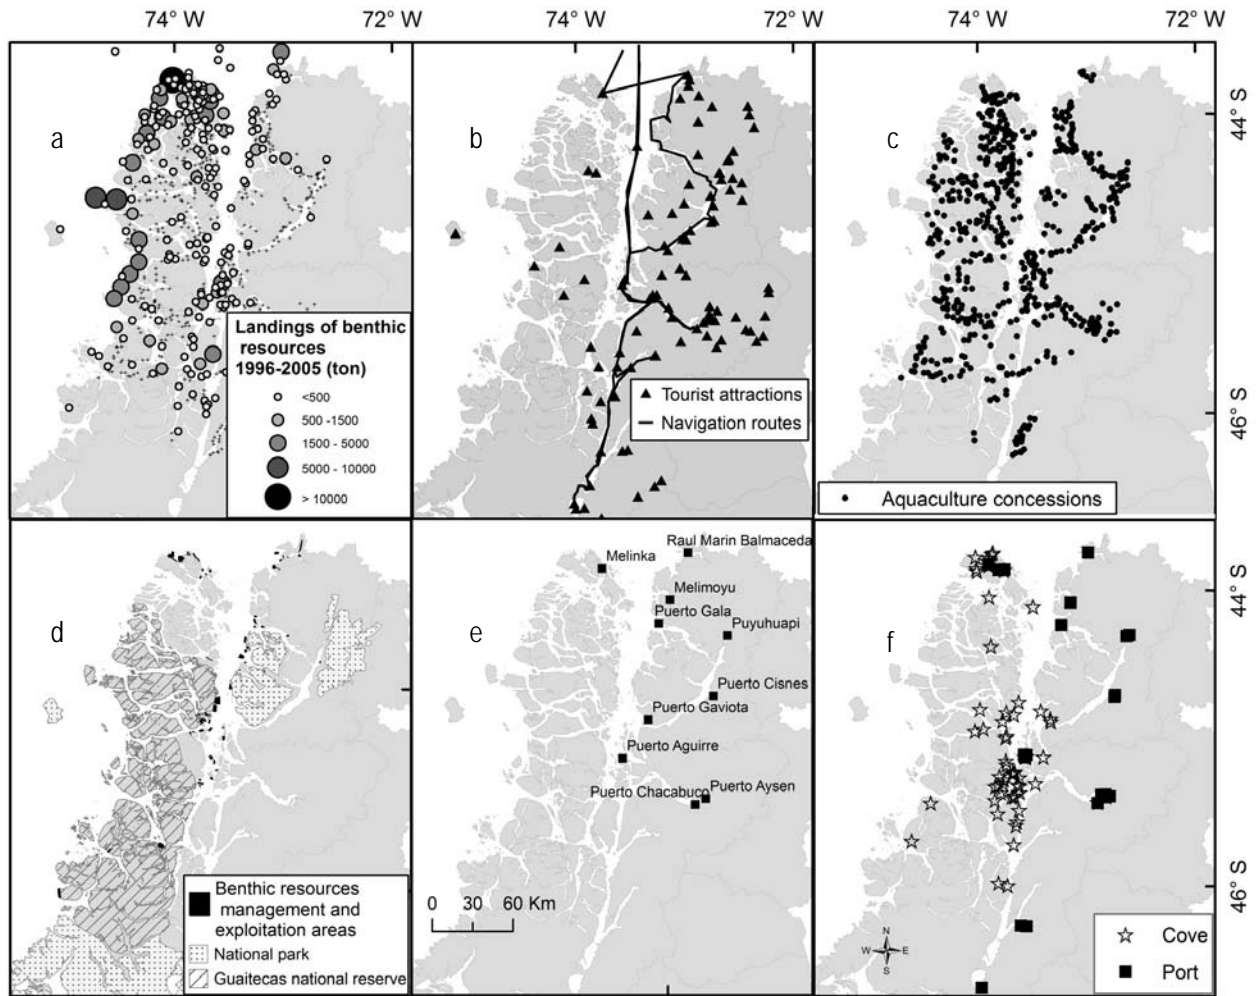 74° W 72° W 74° W 72° W 74° W 72° W
a
Landings of benthic
resources
1996-2005 (ton)
<500
500 -1500
1500 - 5000
5000 - 10000
> 10000
b
Tourist attractions
Navigation routes
c
Aquaculture concessions
44° S
46° S
d
Benthic resources
management and
exploitation areas
National park
Guaitecas national reserve
e
Raul Marin Balmaceda
Melinka
Melimoyu
Puerto Gala
Puyuhuapi
Puerto Cisnes
Puerto Gaviota
Puerto Aguirre
Puerto Chacabuco
Puerto Aysen
0 30 60 Km
f
N
W E
S
Cove
Port
44° S
46° S